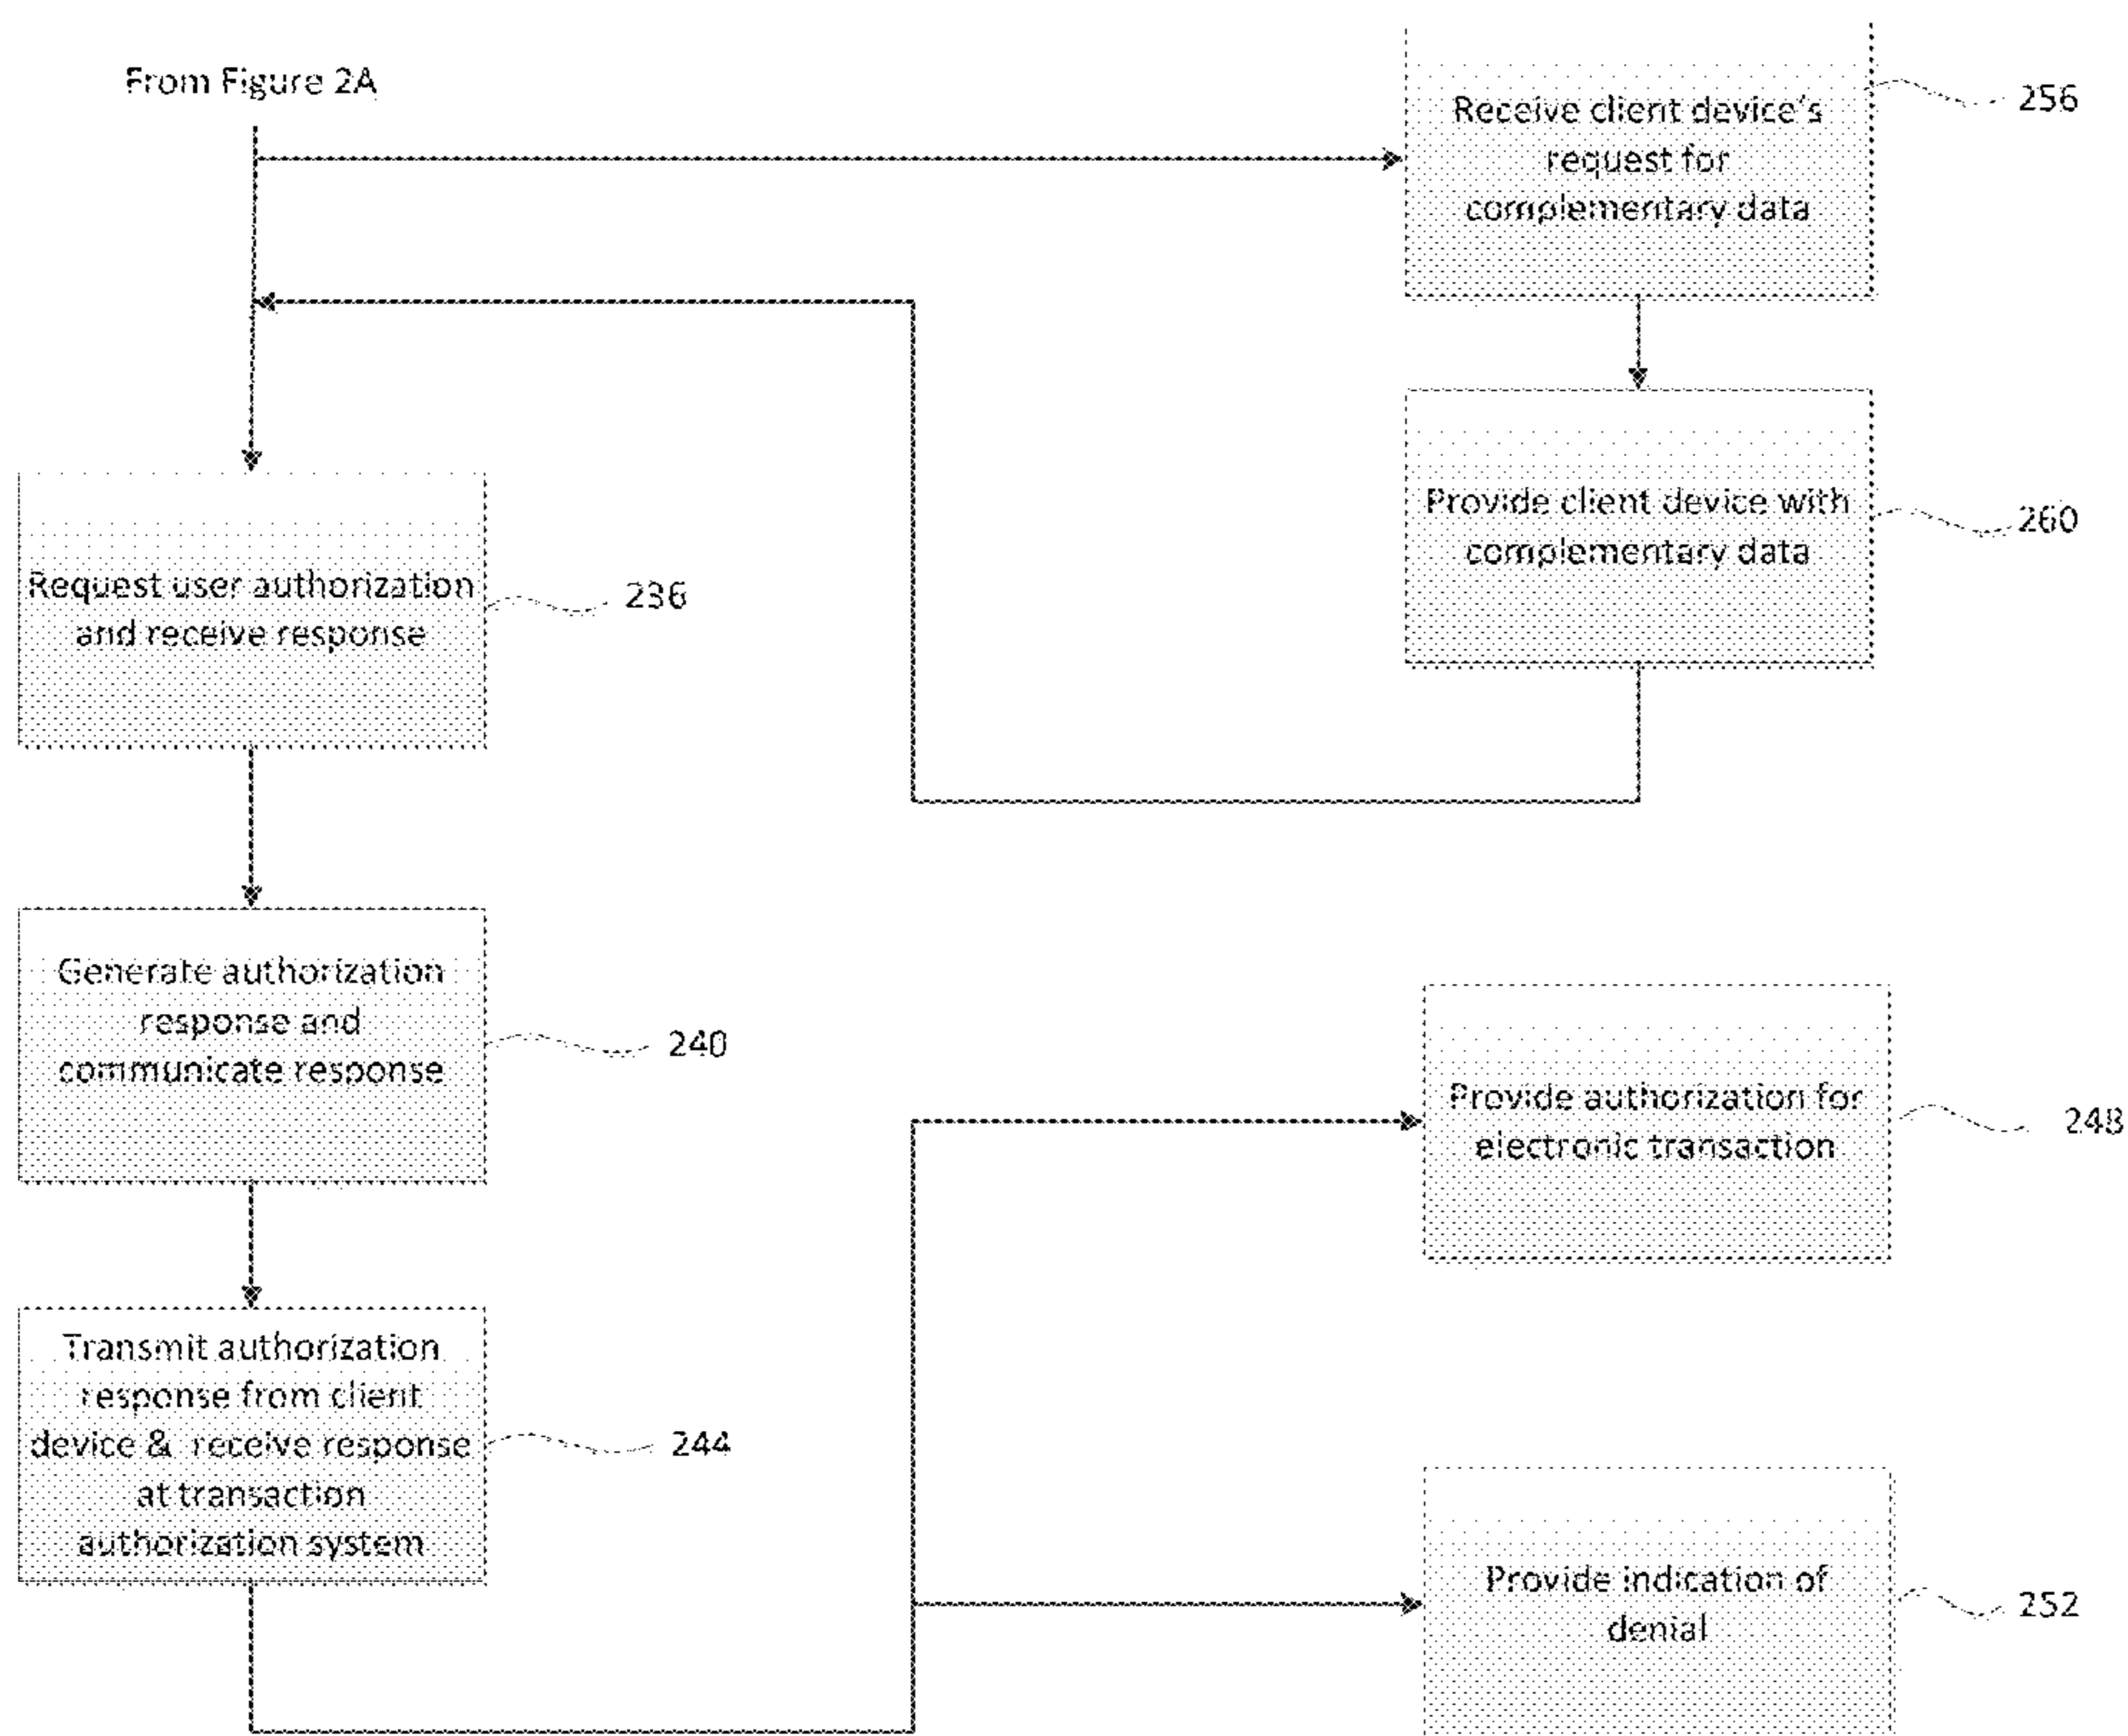 From Figure 2A
Receive client device's
request for
complementary data
256
Provide client device with
complementary data
260
Request user authorization
and receive response
236
Generate authorization
response and
communicate response
240
Provide authorization for
electronic transaction
248
Transmit authorization
response from client
device & receive response
at transaction
authorization system
244
Provide indication of
denial
252